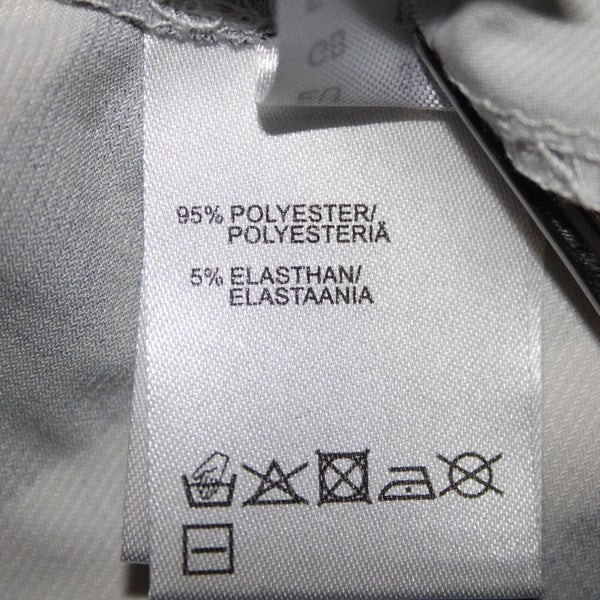 95% POLYESTER/
POLYESTERIÄ
5% ELASTHAN/
ELASTAANIA